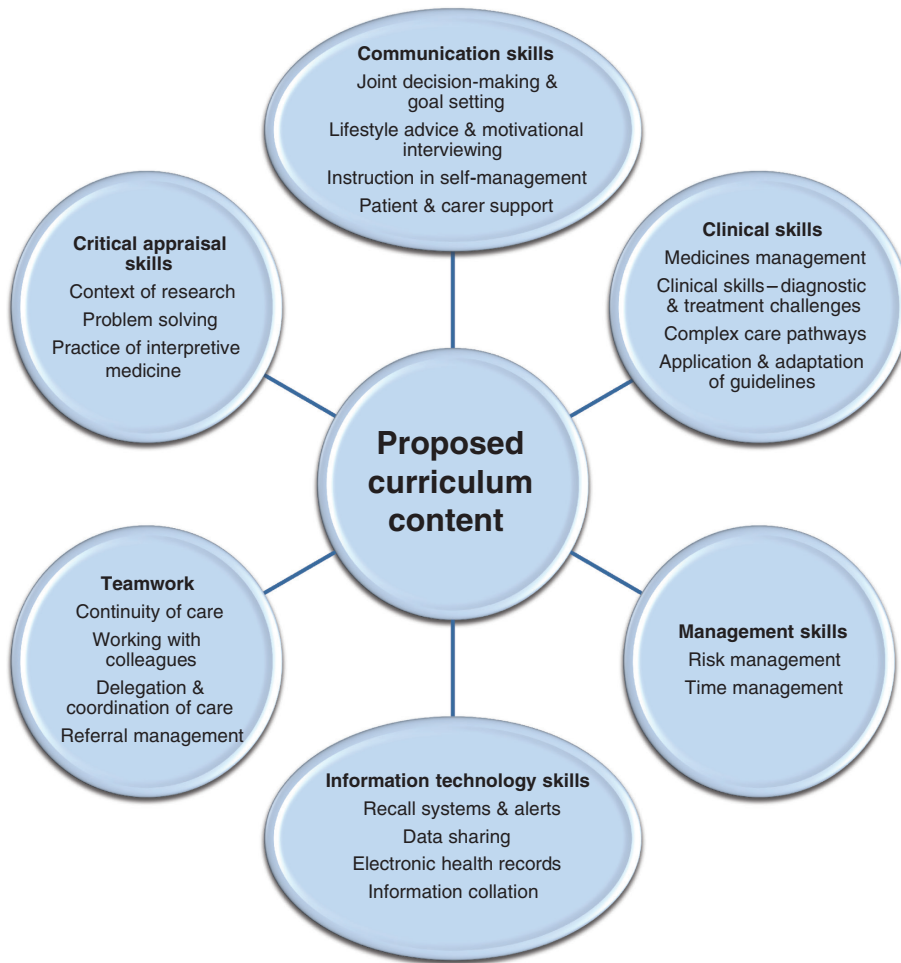 Communication skills
Joint decision-making &
goal setting
Lifestyle advice & motivational
interviewing
Instruction in self-management
Patient & carer support
Critical appraisal
skills
Context of research
Problem solving
Practice of interpretive
medicine
Clinical skills
Medicines management
Clinical skills – diagnostic
& treatment challenges
Complex care pathways
Application & adaptation
of guidelines
Proposed
curriculum
content
Teamwork
Continuity of care
Working with
colleagues
Delegation &
coordination of care
Referral management
Management skills
Risk management
Time management
Information technology skills
Recall systems & alerts
Data sharing
Electronic health records
Information collation